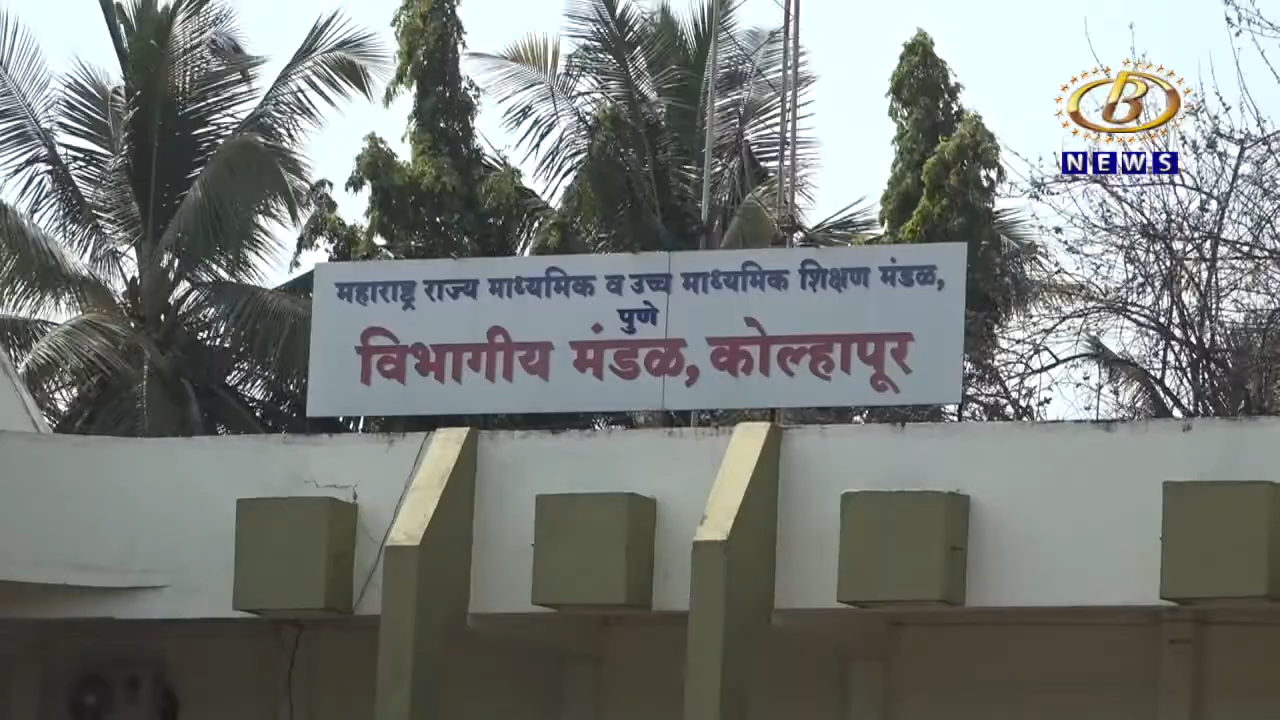 B
NEWS
महाराष्ट्र राज्य माध्यमिक व उच्च माध्यमिक शिक्षण मंडळ,
पुणे
विभागीय मंडळ, कोल्हापूर